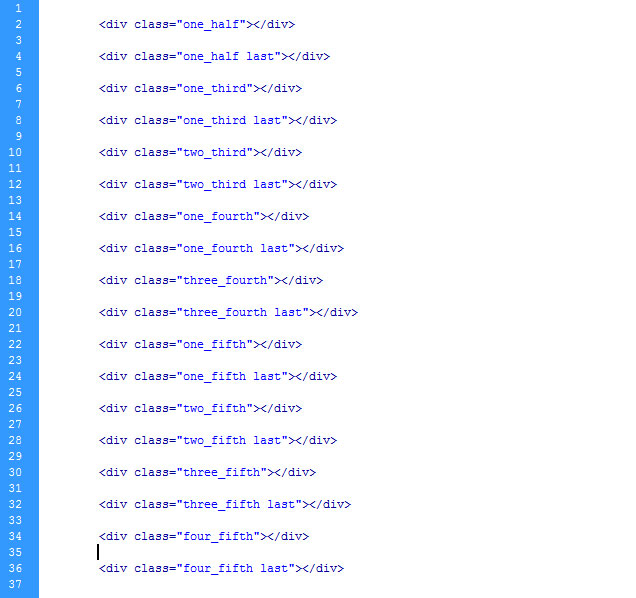 1
2 <div class="one_half"></div>
3
4 <div class="one_half last"></div>
5
6 <div class="one_third"></div>
7
8 <div class="one_third last"></div>
9
10 <div class="two_third"></div>
11
12 <div class="two_third last"></div>
13
14 <div class="one_fourth"></div>
15
16 <div class="one_fourth last"></div>
17
18 <div class="three_fourth"></div>
19
20 <div class="three_fourth last"></div>
21
22 <div class="one_fifth"></div>
23
24 <div class="one_fifth last"></div>
25
26 <div class="two_fifth"></div>
27
28 <div class="two_fifth last"></div>
29
30 <div class="three_fifth"></div>
31
32 <div class="three_fifth last"></div>
33
34 <div class="four_fifth"></div>
35
36 <div class="four_fifth last"></div>
37